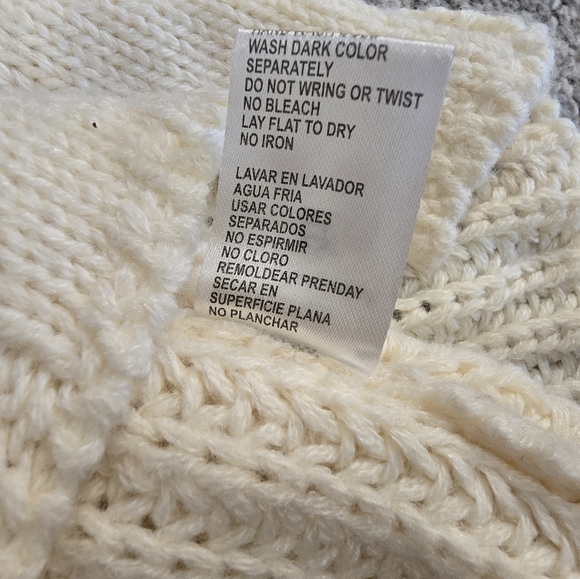 WASH DARK COLOR
SEPARATELY
DO NOT WRING OR TWIST
NO BLEACH
LAY FLAT TO DRY
NO IRON
LAVAR EN LAVADOR
AGUA FRIA
USAR COLORES
SEPARADOS
NO ESPIRMIR
NO CLORO
REMOLDEAR PRENDAY
SECAR EN
SUPERFICIE PLANA
NO PLANCHAR